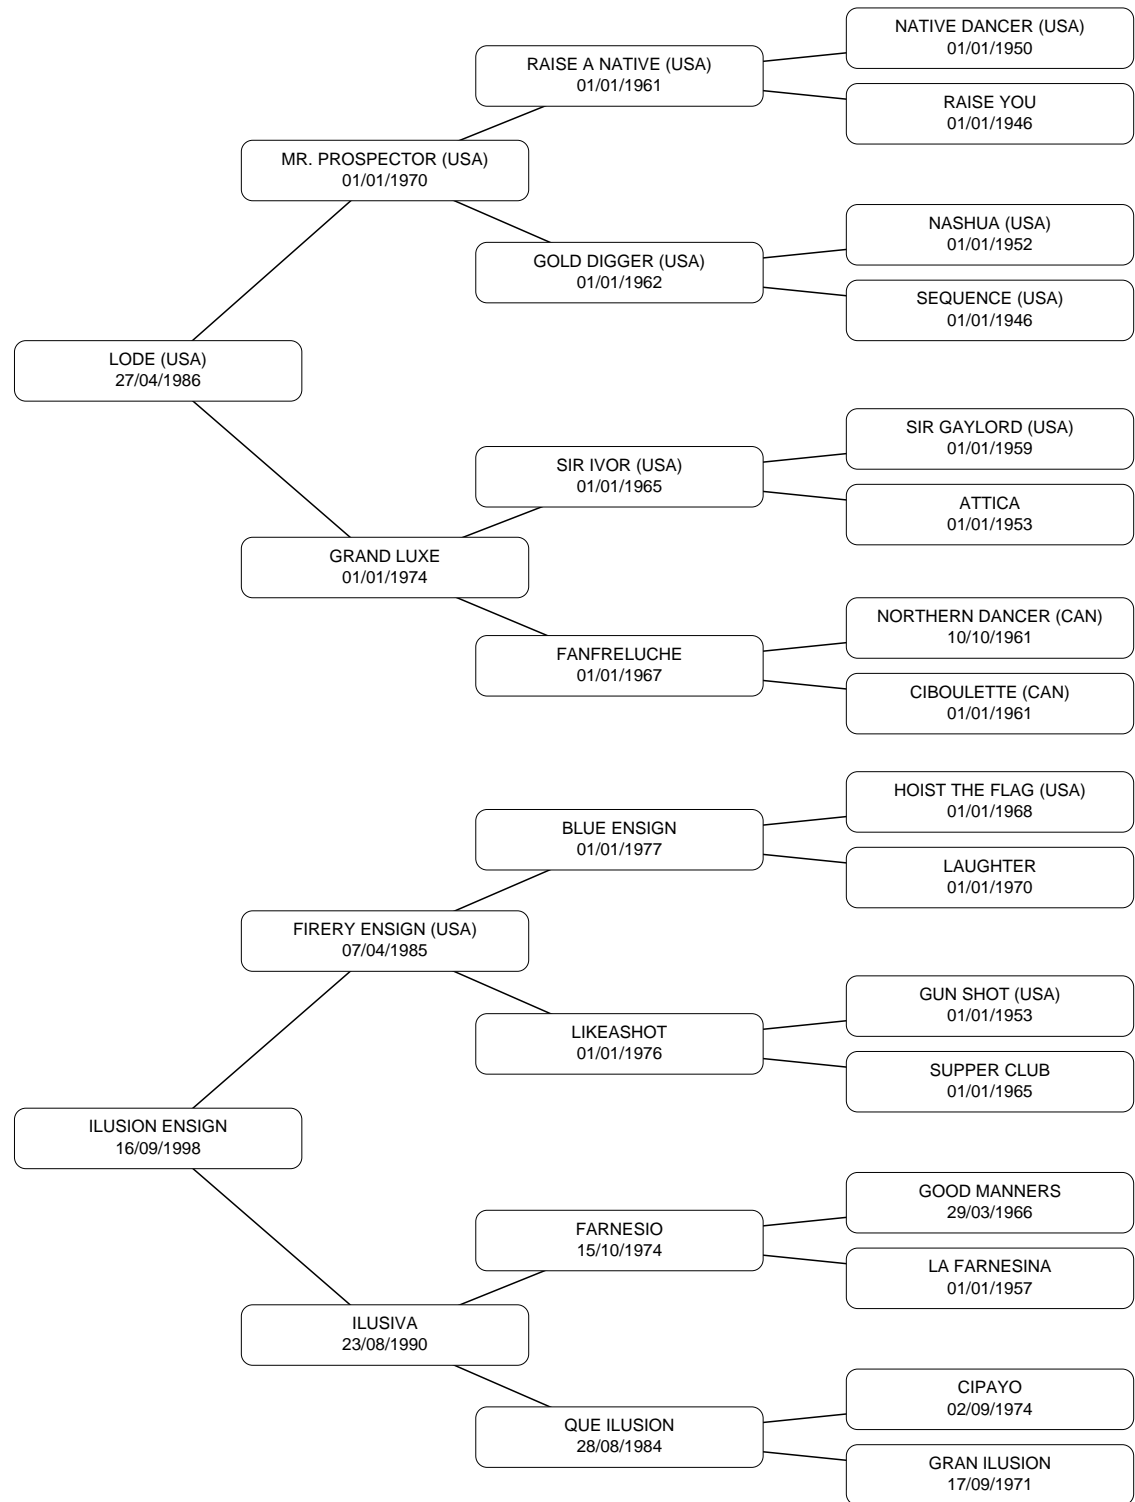 NATIVE DANCER (USA)
01/01/1950
RAISE A NATIVE (USA)
01/01/1961
RAISE YOU
01/01/1946
MR. PROSPECTOR (USA)
01/01/1970
NASHUA (USA)
01/01/1952
GOLD DIGGER (USA)
01/01/1962
SEQUENCE (USA)
01/01/1946
LODE (USA)
27/04/1986
SIR GAYLORD (USA)
01/01/1959
SIR IVOR (USA)
01/01/1965
ATTICA
01/01/1953
GRAND LUXE
01/01/1974
NORTHERN DANCER (CAN)
10/10/1961
FANFRELUCHE
01/01/1967
CIBOULETTE (CAN)
01/01/1961
HOIST THE FLAG (USA)
01/01/1968
BLUE ENSIGN
01/01/1977
LAUGHTER
01/01/1970
FIRERY ENSIGN (USA)
07/04/1985
GUN SHOT (USA)
01/01/1953
LIKEASHOT
01/01/1976
SUPPER CLUB
01/01/1965
ILUSION ENSIGN
16/09/1998
GOOD MANNERS
29/03/1966
FARNESIO
15/10/1974
LA FARNESINA
01/01/1957
ILUSIVA
23/08/1990
CIPAYO
02/09/1974
QUE ILUSION
28/08/1984
GRAN ILUSION
17/09/1971